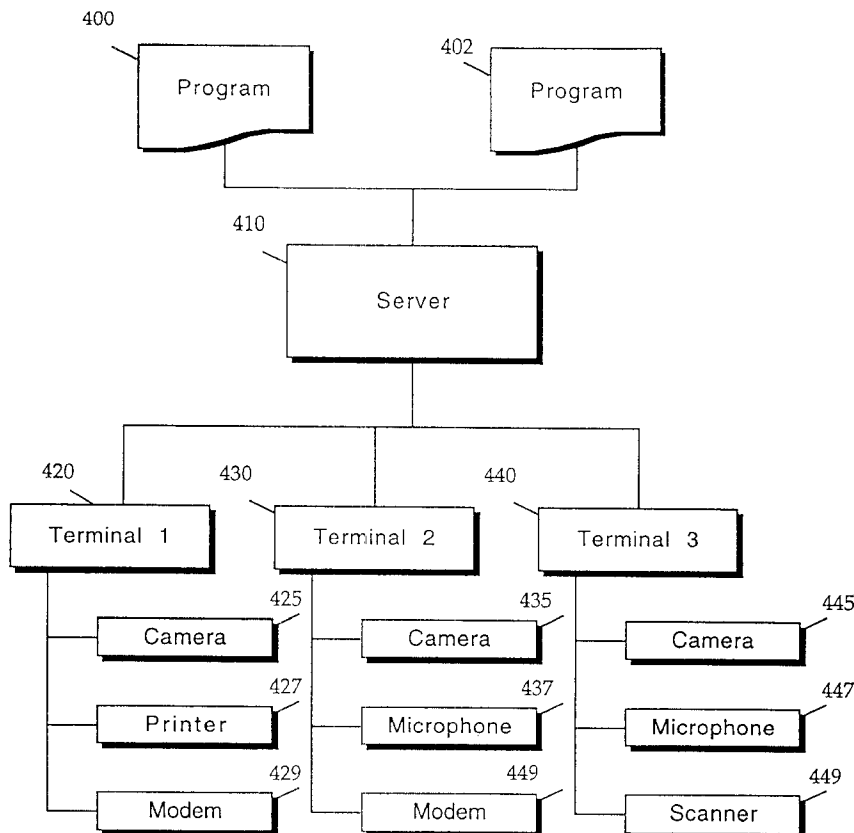 400
402
Program
Program
410
Server
420
430
440
Terminal 1
Terminal 2
Terminal 3
425
435
445
Camera
Camera
Camera
427
437
447
Printer
Microphone
Microphone
429
449
449
Modem
Modem
Scanner